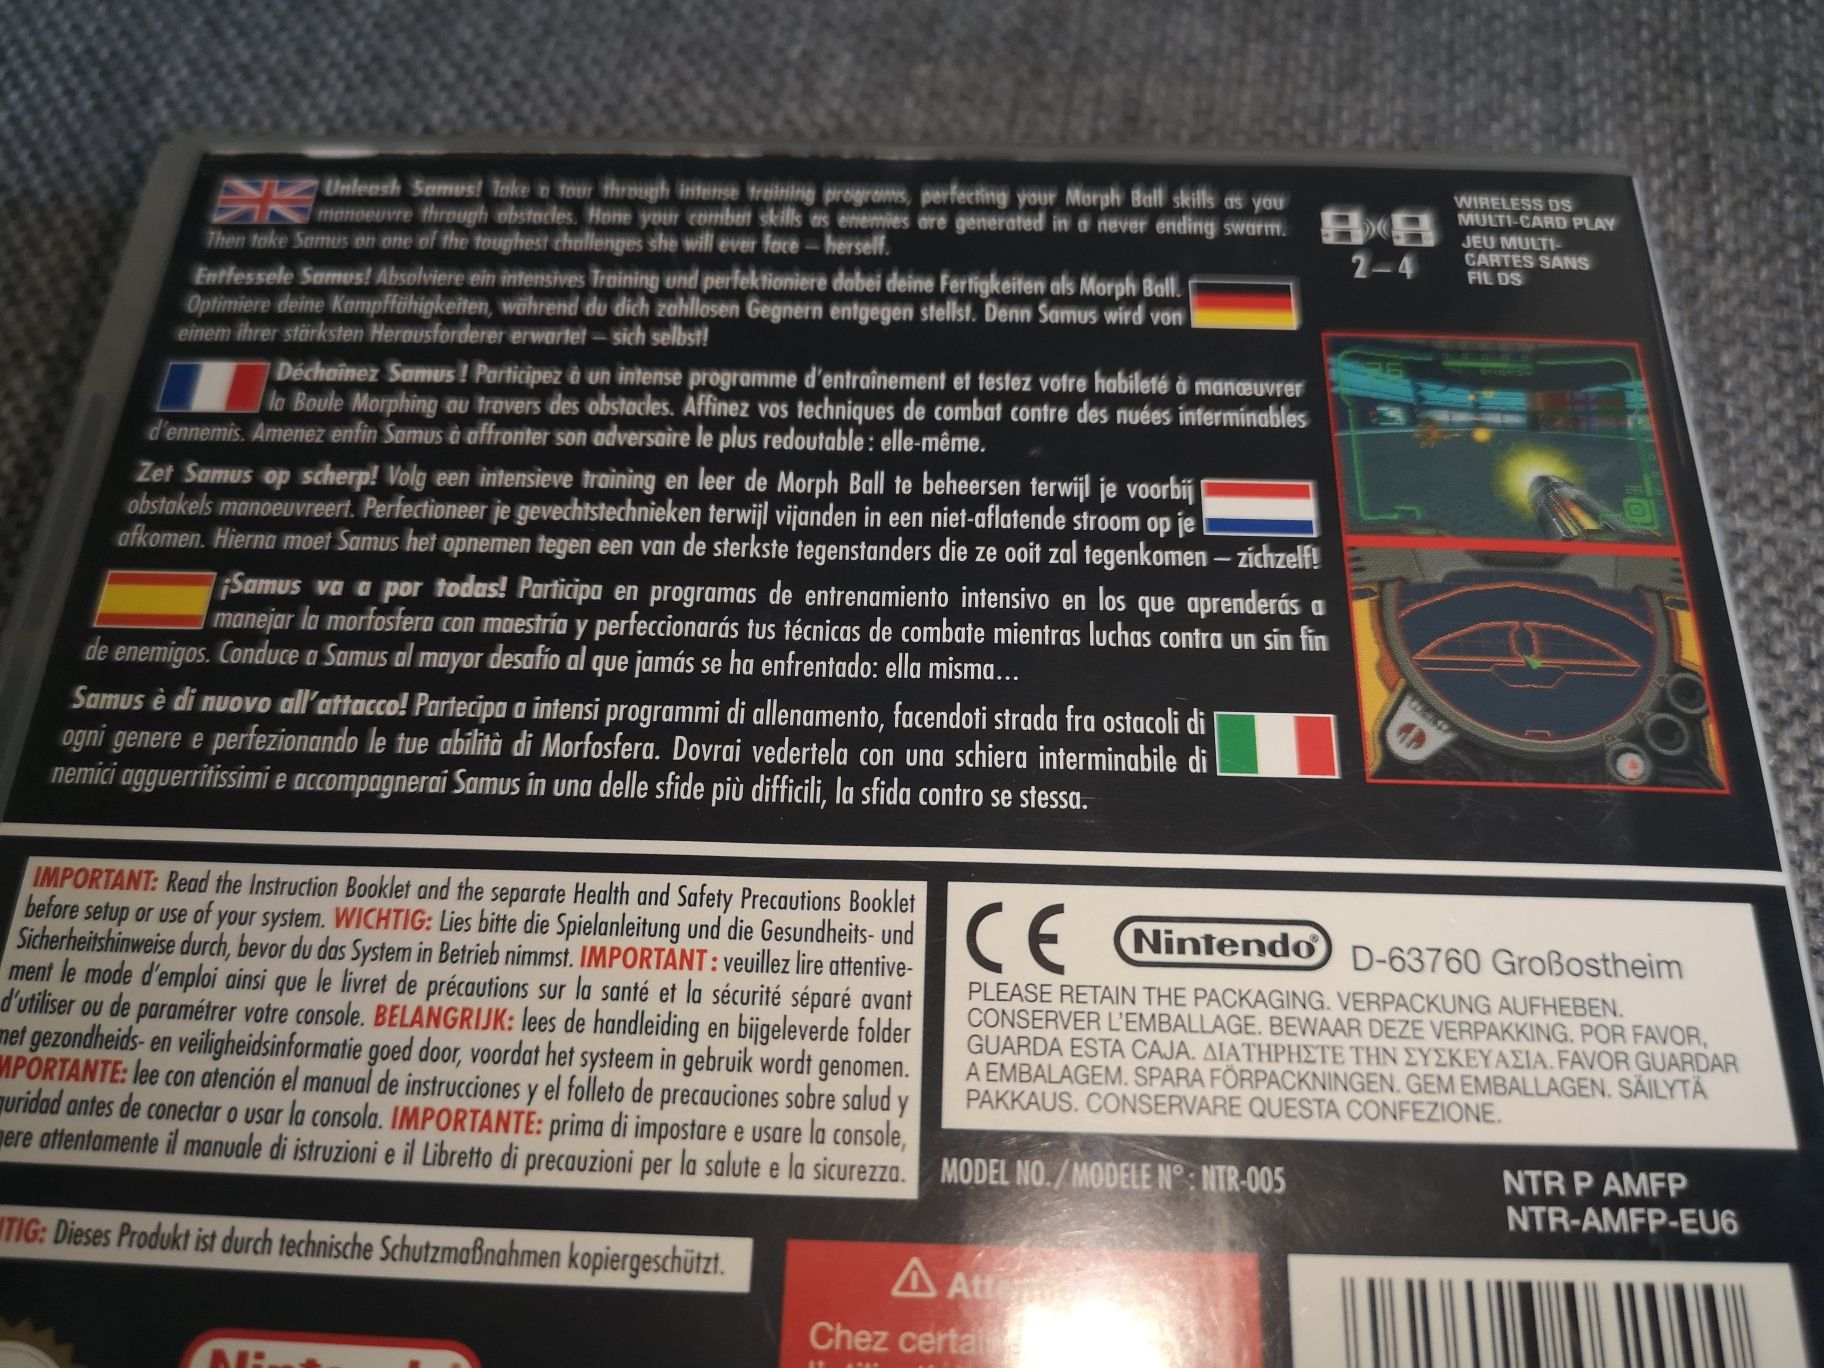 Unleash Samus! Take a tour through intense training programs, perfecting your Morph Ball skills as you
manoeuvre through obstacles. Hone your combat skills as enemies are generated in a never ending swarm.
Then take Samus on one of the toughest challenges she will ever face – herself.
Entfessele Samus! Absolviere ein intensives Training und perfektioniere dabei deine Fertigkeiten als Morph Ball.
Optimiere deine Kampffähigkeiten, während du dich zahllosen Gegnern entgegen stellst. Denn Samus wird von
einem ihrer stärksten Herausforderer erwartet – sich selbst!
Déchaînez Samus ! Participez à un intense programme d'entraînement et testez votre habileté à manœuvrer
la Boule Morphing au travers des obstacles. Affinez vos techniques de combat contre des nuées interminables
d'ennemis. Amenez enfin Samus à affronter son adversaire le plus redoutable : elle-même.
Zet Samus op scherp! Volg een intensieve training en leer de Morph Ball te beheersen terwijl je voorbij
obstakels manoeuvreert. Perfectioneer je gevechtstechnieken terwijl vijanden in een niet-aflatende stroom op je
afkomen. Hierna moet Samus het opnemen tegen een van de sterkste tegenstanders die ze ooit zal tegenkomen – zichzelf!
¡Samus va a por todas! Participa en programas de entrenamiento intensivo en los que aprenderás a
manejar la morfosfera con maestría y perfeccionarás tus técnicas de combate mientras luchas contra un sin fin
de enemigos. Conduce a Samus al mayor desafío al que jamás se ha enfrentado: ella misma...
Samus è di nuovo all'attacco! Partecipa a intensi programmi di allenamento, facendoti strada fra ostacoli di
ogni genere e perfezionando le tue abilità di Morfosfera. Dovrai vedertela con una schiera interminabile di
nemici agguerritissimi e accompagnerai Samus in una delle sfide più difficili, la sfida contro se stessa.
WIRELESS DS
MULTI-CARD PLAY
JEU MULTI-
CARTES SANS
FIL DS
2–4
IMPORTANT: Read the Instruction Booklet and the separate Health and Safety Precautions Booklet
before setup or use of your system. WICHTIG: Lies bitte die Spielanleitung und die Gesundheits- und
Sicherheitshinweise durch, bevor du das System in Betrieb nimmst. IMPORTANT : veuillez lire attentive-
ment le mode d'emploi ainsi que le livret de précautions sur la santé et la sécurité séparé avant
d'utiliser ou de paramétrer votre console. BELANGRIJK: lees de handleiding en bijgeleverde folder
met gezondheids- en veiligheidsinformatie goed door, voordat het systeem in gebruik wordt genomen.
MPORTANTE: lee con atención el manual de instrucciones y el folleto de precauciones sobre salud y
guridad antes de conectar o usar la consola. IMPORTANTE: prima di impostare e usare la console,
gere attentamente il manuale di istruzioni e il Libretto di precauzioni per la salute e la sicurezza.
CE Nintendo® D-63760 Großostheim
PLEASE RETAIN THE PACKAGING. VERPACKUNG AUFHEBEN.
CONSERVER L'EMBALLAGE. BEWAAR DEZE VERPAKKING. POR FAVOR,
GUARDA ESTA CAJA. ΔΙΑΤΗΡΗΣΤΕ ΤΗΝ ΣΥΣΚΕΥΑΣΙΑ. FAVOR GUARDAR
A EMBALAGEM. SPARA FÖRPACKNINGEN. GEM EMBALLAGEN. SÄILYTÄ
PAKKAUS. CONSERVARE QUESTA CONFEZIONE.
MODEL NO./MODELE N° : NTR-005
NTR P AMFP
NTR-AMFP-EU6
TIG: Dieses Produkt ist durch technische Schutzmaßnahmen kopiergeschützt.
Atte
Chez certai
Nintendo